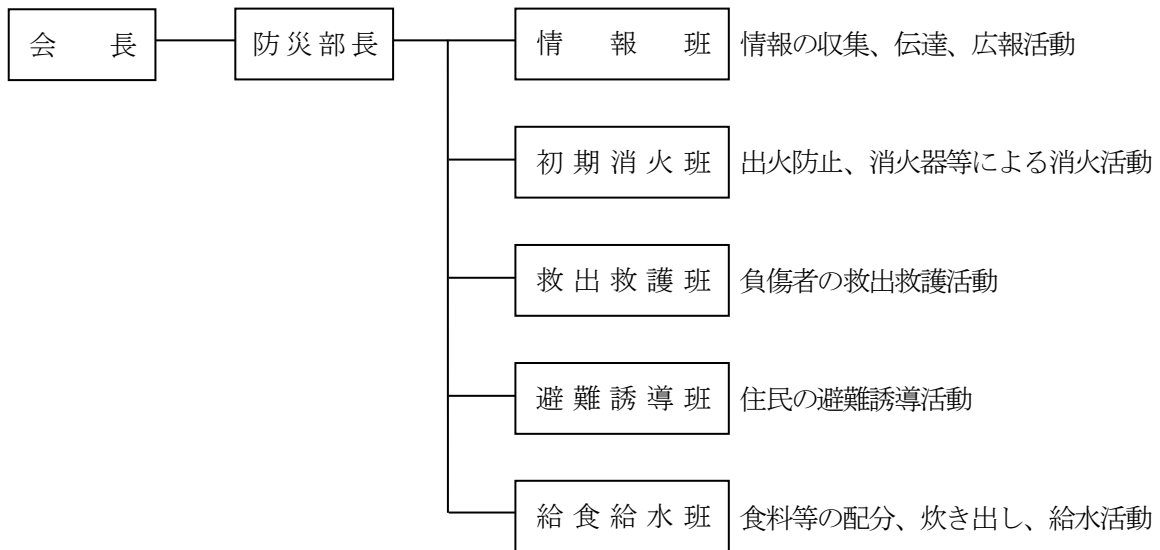 会長 防災部長 情報班 情報の収集、伝達、広報活動
初期消火班 出火防止、消火器等による消火活動
救出救護班 負傷者の救出救護活動
避難誘導班 住民の避難誘導活動
給食給水班 食料等の配分、炊き出し、給水活動